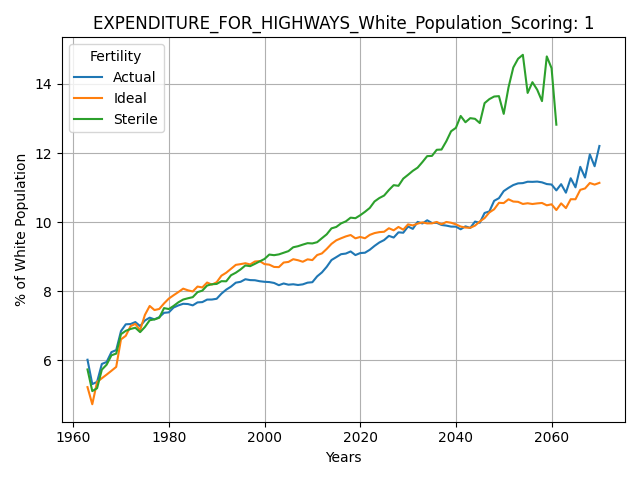 EXPENDITURE_FOR_HIGHWAYS_White_Population_Scoring: 1
Fertility
Actual
Ideal
Sterile
% of White Population
14
12
10
8
6
1960 1980 2000 2020 2040 2060
Years